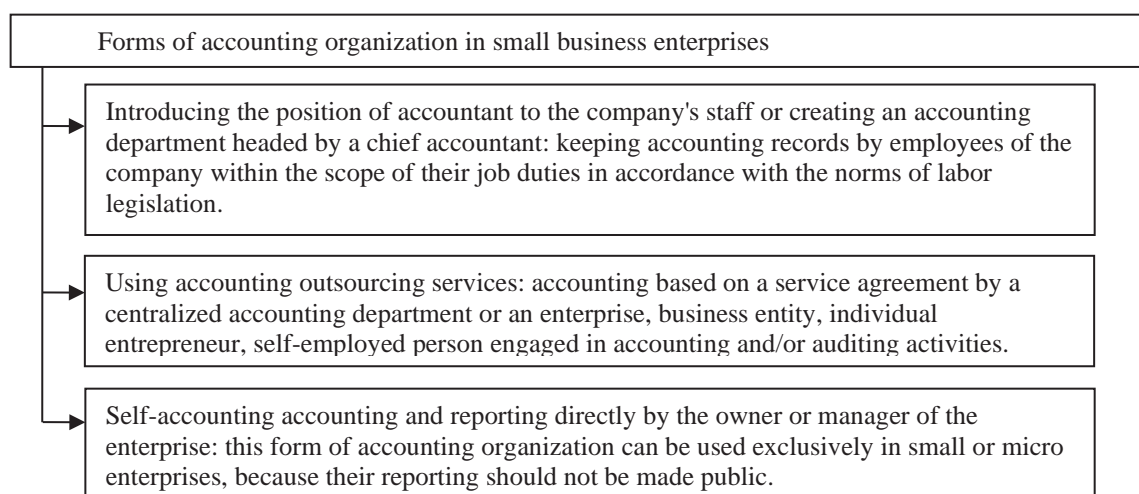 Forms of accounting organization in small business enterprises
Introducing the position of accountant to the company's staff or creating an accounting
department headed by a chief accountant: keeping accounting records by employees of the
company within the scope of their job duties in accordance with the norms of labor
legislation.
Using accounting outsourcing services: accounting based on a service agreement by a
centralized accounting department or an enterprise, business entity, individual
entrepreneur, self-employed person engaged in accounting and/or auditing activities.
Self-accounting accounting and reporting directly by the owner or manager of the
enterprise: this form of accounting organization can be used exclusively in small or micro
enterprises, because their reporting should not be made public.